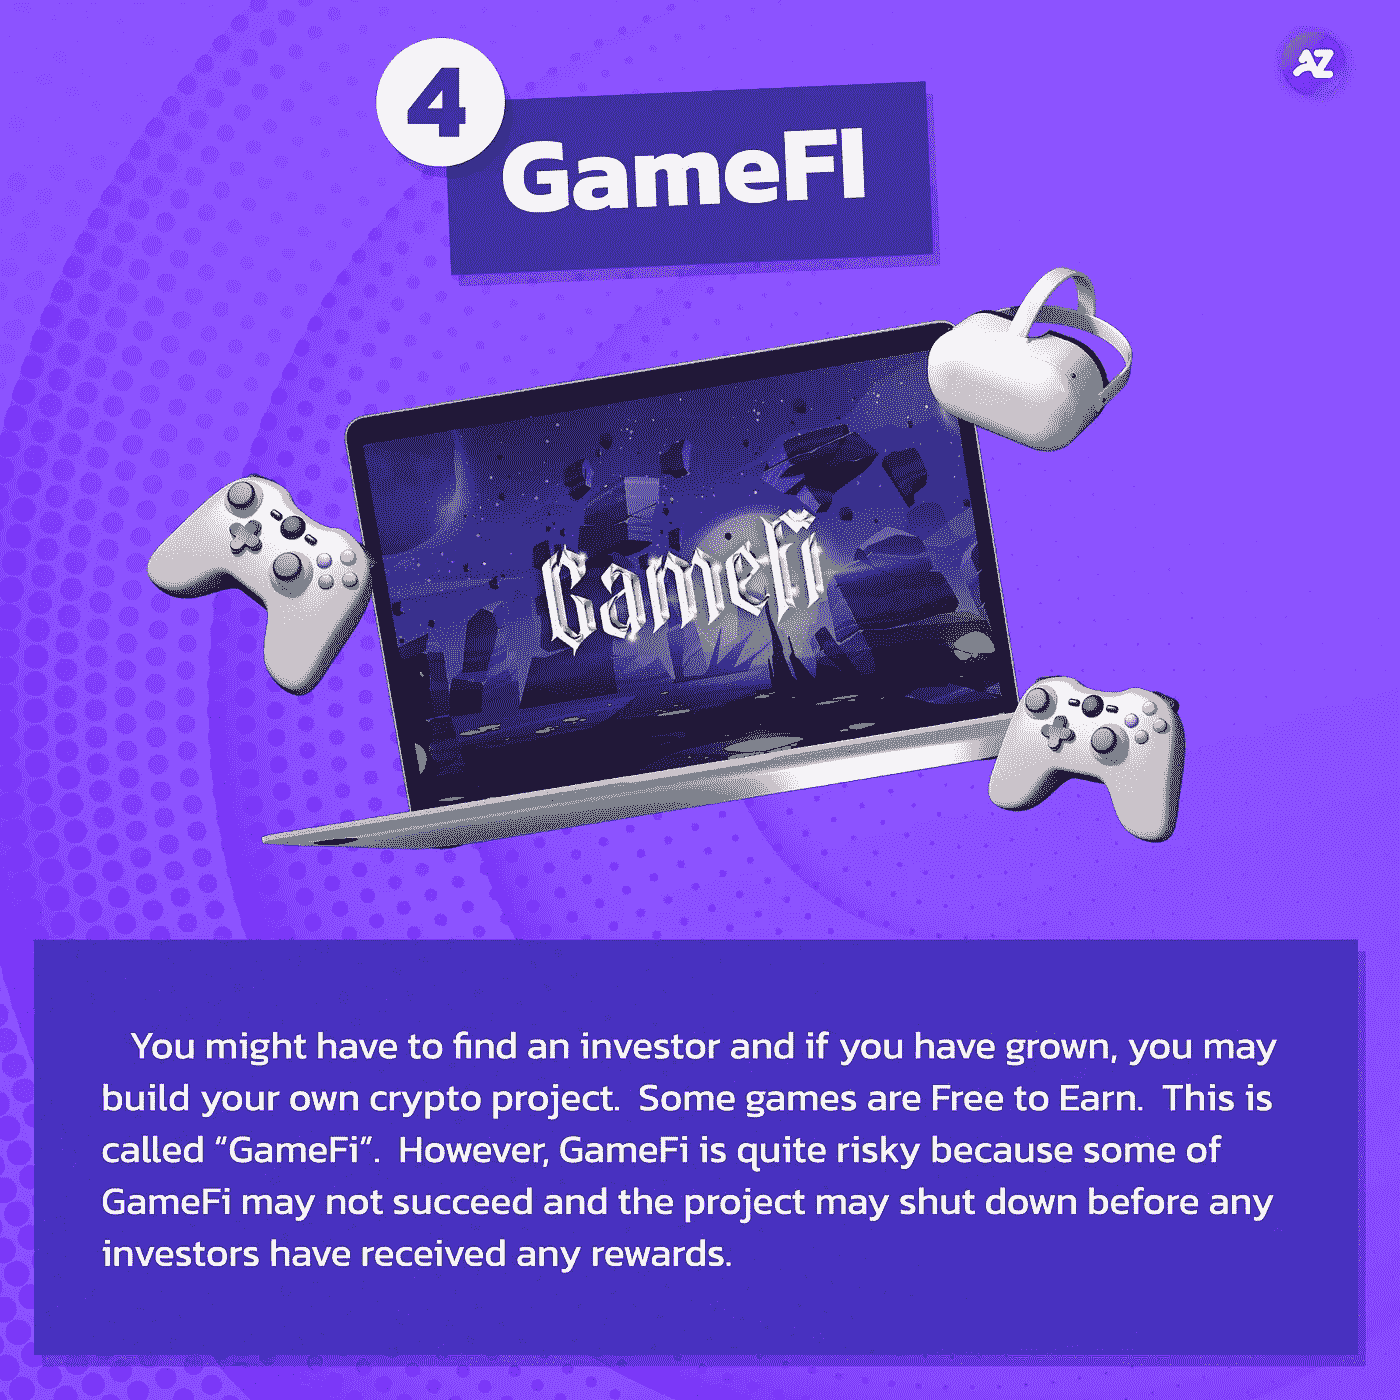 4
GameFI
AZ
GameFi
You might have to find an investor and if you have grown, you may
build your own crypto project.  Some games are Free to Earn.  This is
called “GameFi”.  However, GameFi is quite risky because some of
GameFi may not succeed and the project may shut down before any
investors have received any rewards.